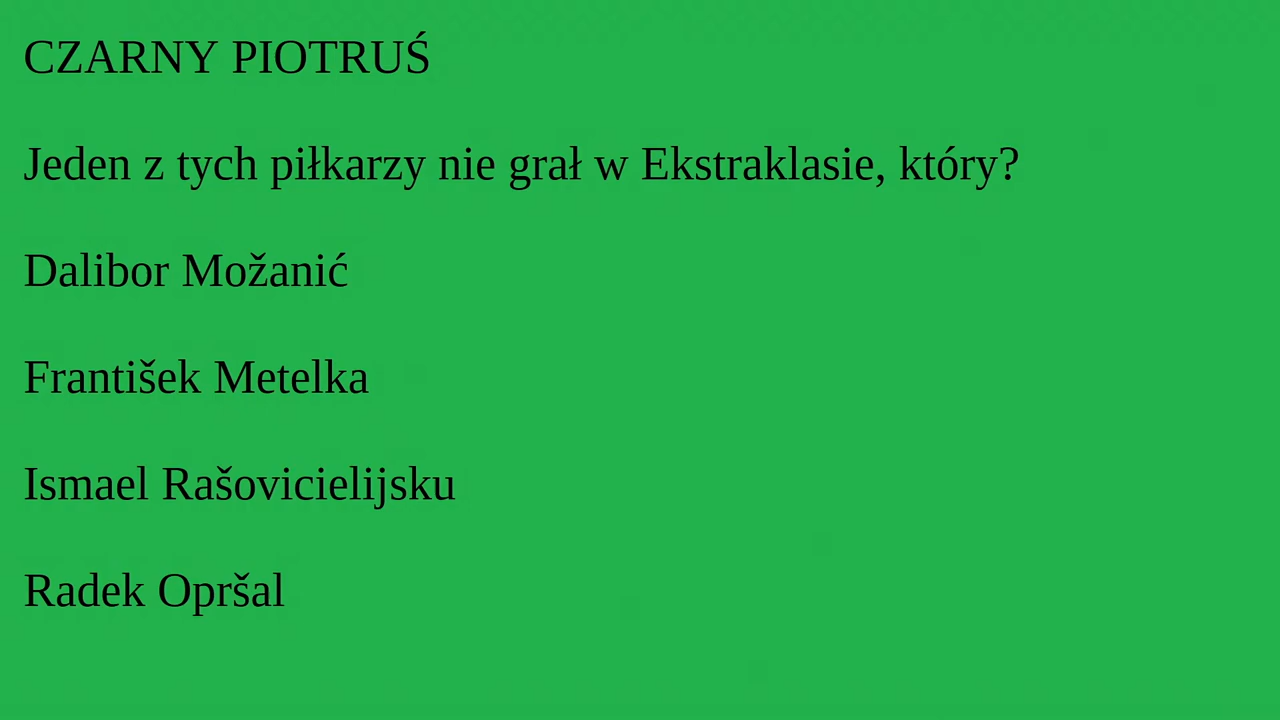 CZARNY PIOTRUŚ
Jeden z tych piłkarzy nie grał w Ekstraklasie, który?
Dalibor Možanić
František Metelka
Ismael Rašovicielijsku
Radek Opršal